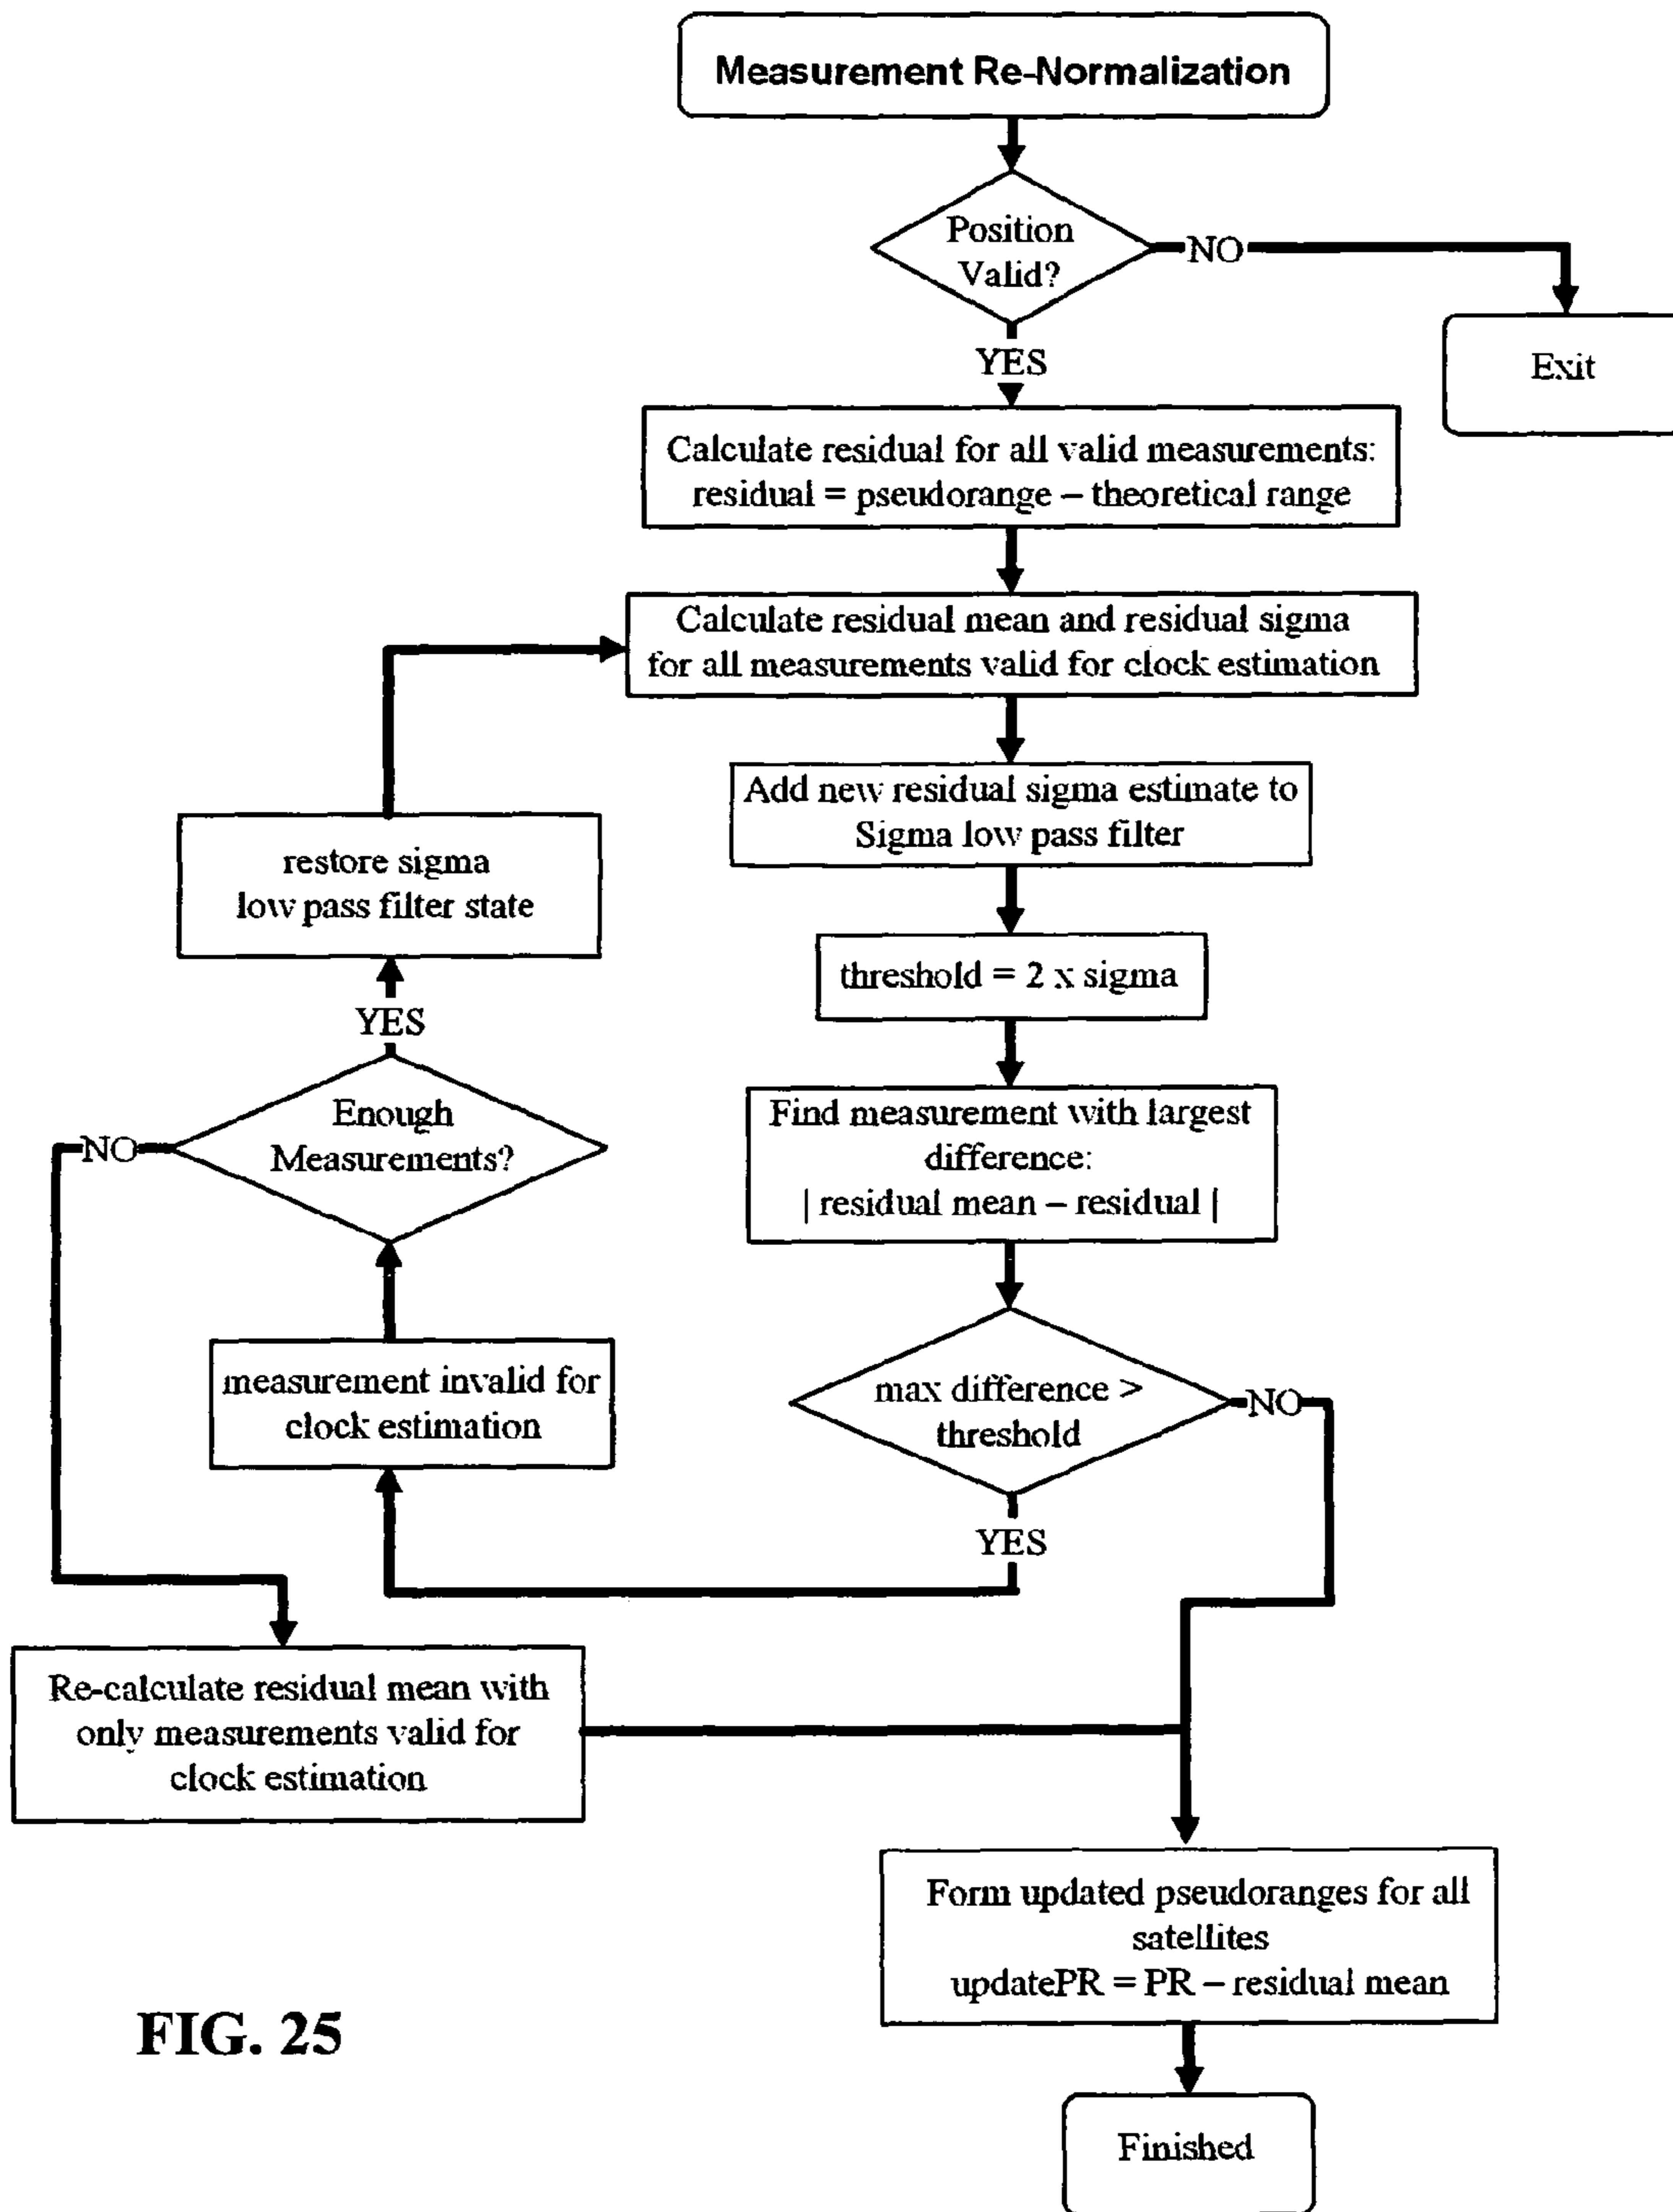 Measurement Re-Normalization
Position
Valid?
NO
Exit
YES
Calculate residual for all valid measurements:
residual = pseudorange – theoretical range
Calculate residual mean and residual sigma
for all measurements valid for clock estimation
Add new residual sigma estimate to
Sigma low pass filter
restore sigma
low pass filter state
threshold = 2 x sigma
YES
Enough
Measurements?
NO
Find measurement with largest
difference:
| residual mean – residual |
measurement invalid for
clock estimation
max difference >
threshold
NO
YES
Re-calculate residual mean with
only measurements valid for
clock estimation
Form updated pseudoranges for all
satellites
updatePR = PR – residual mean
FIG. 25
Finished